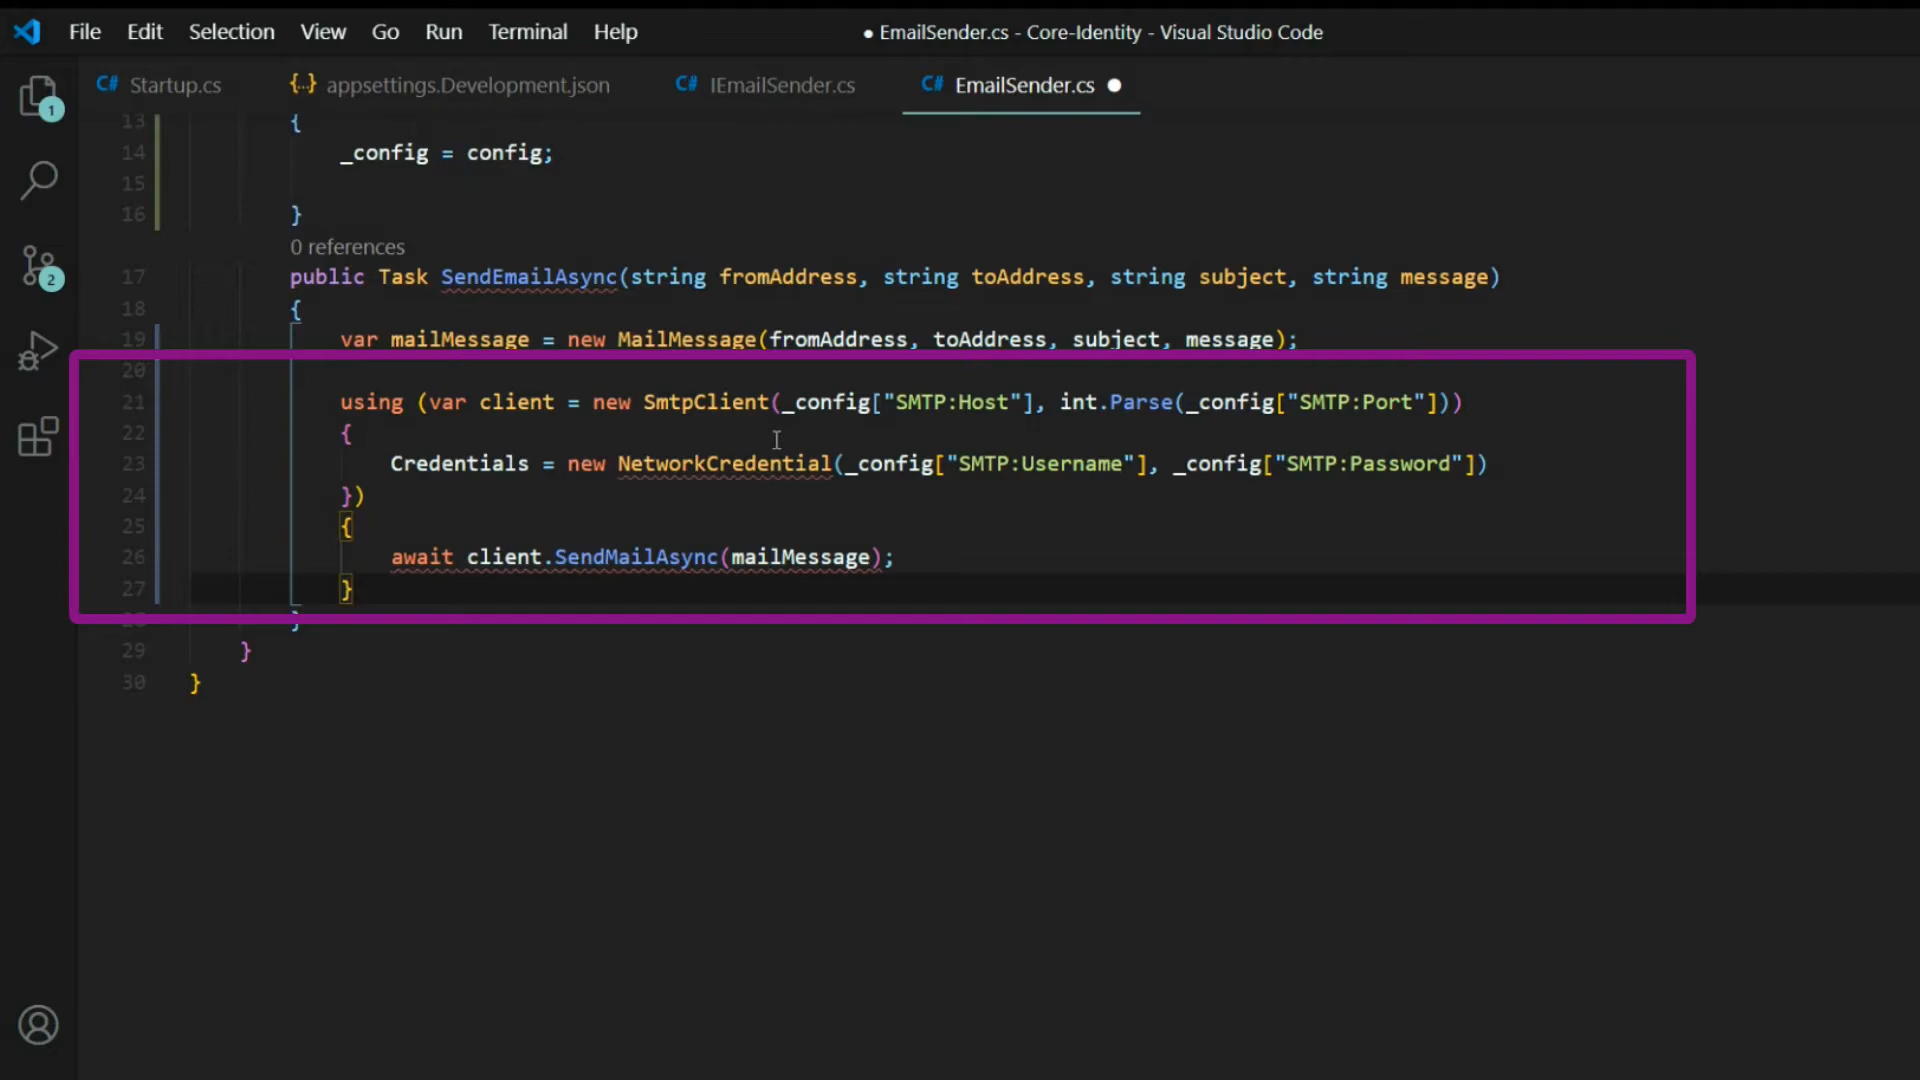 File Edit Selection View Go Run Terminal Help
● EmailSender.cs - Core-Identity - Visual Studio Code
C# Startup.cs
{..} appsettings.Development.json
C# IEmailSender.cs
C# EmailSender.cs ●
1
2
13 {
14 _config = config;
15
16 }
0 references
17 public Task SendEmailAsync(string fromAddress, string toAddress, string subject, string message)
18 {
19 var mailMessage = new MailMessage(fromAddress, toAddress, subject, message);
20
21 using (var client = new SmtpClient(_config["SMTP:Host"], int.Parse(_config["SMTP:Port"]))
22 {
23 Credentials = new NetworkCredential(_config["SMTP:Username"], _config["SMTP:Password"])
24 })
25 {
26 await client.SendMailAsync(mailMessage);
27 }
28 }
29 }
30 }